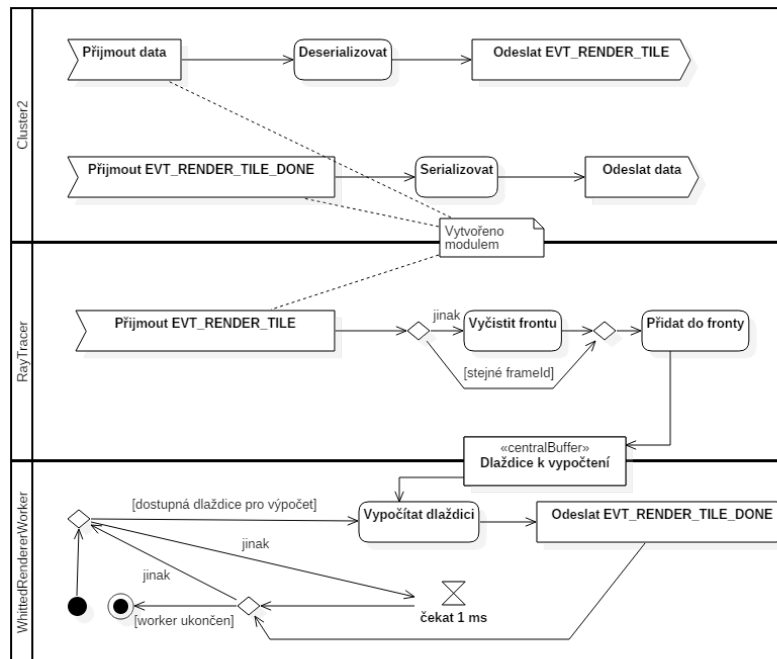 Cluster2
Přijmout data
Deserializovat
Odeslat EVT_RENDER_TILE
Přijmout EVT_RENDER_TILE_DONE
Serializovat
Odeslat data
Vytvořeno
modulem
RayTracer
Přijmout EVT_RENDER_TILE
jinak
Vyčistit frontu
Přidat do fronty
[stejné frameId]
«centralBuffer»
Dlaždice k vypočtení
WhittedRendererWorker
[dostupná dlaždice pro výpočet]
Vypočítat dlaždici
Odeslat EVT_RENDER_TILE_DONE
jinak
jinak
[worker ukončen]
čekat 1 ms